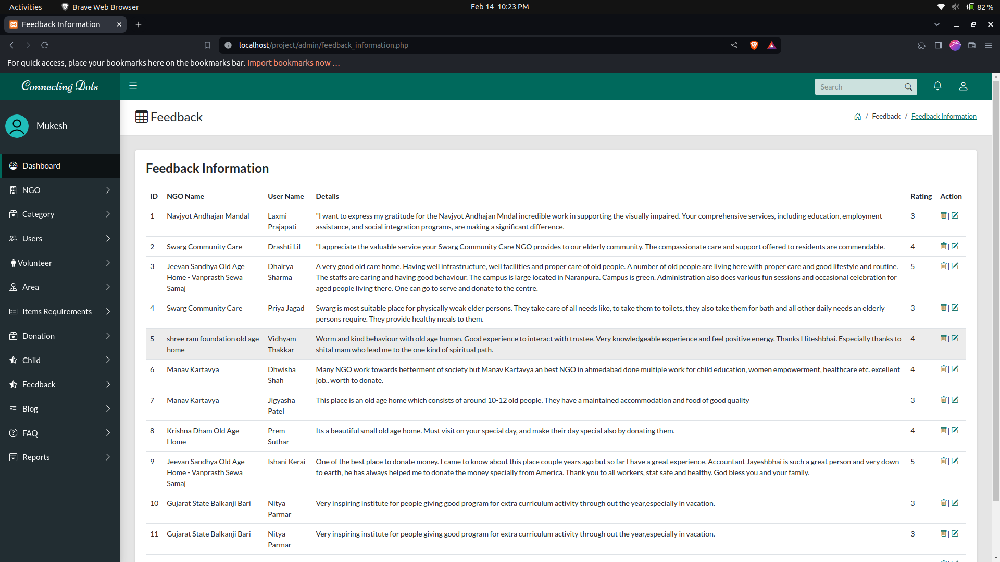 Activities Brave Web Browser Feb 14 10:23 PM 82 %
Feedback Information
localhost/project/admin/feedback_information.php
For quick access, place your bookmarks here on the bookmarks bar. Import bookmarks now …
Connecting Dots Search
Mukesh
Dashboard
NGO
Category
Users
Volunteer
Area
Items Requirements
Donation
Child
Feedback
Blog
FAQ
Reports
Feedback / Feedback / Feedback Information
Feedback Information
ID NGO Name User Name Details Rating Action
1 Navjyot Andhajan Mandal Laxmi "I want to express my gratitude for the Navjyot Andhajan Mndal incredible work in supporting the visually impaired. Your comprehensive services, including education, employment 3 |
Prajapati assistance, and social integration programs, are making a significant difference.
2 Swarg Community Care Drashti Lil "I appreciate the valuable service your Swarg Community Care NGO provides to our elderly community. The compassionate care and support offered to residents are commendable. 4 |
3 Jeevan Sandhya Old Age Dhairya A very good old care home. Having well infrastructure, well facilities and proper care of old people. A number of old people are living here with proper care and good lifestyle and routine. 5 |
Home - Vanprasth Sewa Sharma The staffs are caring and having good behaviour. The campus is large located in Naranpura. Campus is green. Administration also does various fun sessions and occasional celebration for
Samaj aged people living there. One can go to serve and donate to the centre.
4 Swarg Community Care Priya Jagad Swarg is most suitable place for physically weak elder persons. They take care of all needs like, to take them to toilets, they also take them for bath and all other daily needs an elderly 3 |
persons require. They provide healthy meals to them.
5 shree ram foundation old age Vidhyam Worm and kind behaviour with old age human. Good experience to interact with trustee. Very knowledgeable experience and feel positive energy. Thanks Hiteshbhai. Especially thanks to 4 |
home Thakkar shital mam who lead me to the one kind of spiritual path.
6 Manav Kartavya Dhwisha Many NGO work towards betterment of society but Manav Kartavya an best NGO in ahmedabad done multiple work for child education, women empowerment, healthcare etc. excellent 4 |
Shah job.. worth to donate.
7 Manav Kartavya Jigyasha This place is an old age home which consists of around 10-12 old people. They have a maintained accommodation and food of good quality 3 |
Patel
8 Krishna Dham Old Age Prem Its a beautiful small old age home. Must visit on your special day, and make their day special also by donating them. 4 |
Home Suthar
9 Jeevan Sandhya Old Age Ishani Kerai One of the best place to donate money. I came to know about this place couple years ago but so far I have a great experience. Accountant Jayeshbhai is such a great person and very down 5 |
Home - Vanprasth Sewa to earth, he has always helped me to donate the money specially from America. Thank you to all workers, stat safe and healthy. God bless you and your family.
Samaj
10 Gujarat State Balkanji Bari Nitya Very inspiring institute for people giving good program for extra curriculum activity through out the year,especially in vacation. 3 |
Parmar
11 Gujarat State Balkanji Bari Nitya Very inspiring institute for people giving good program for extra curriculum activity through out the year,especially in vacation. 3 |
Parmar